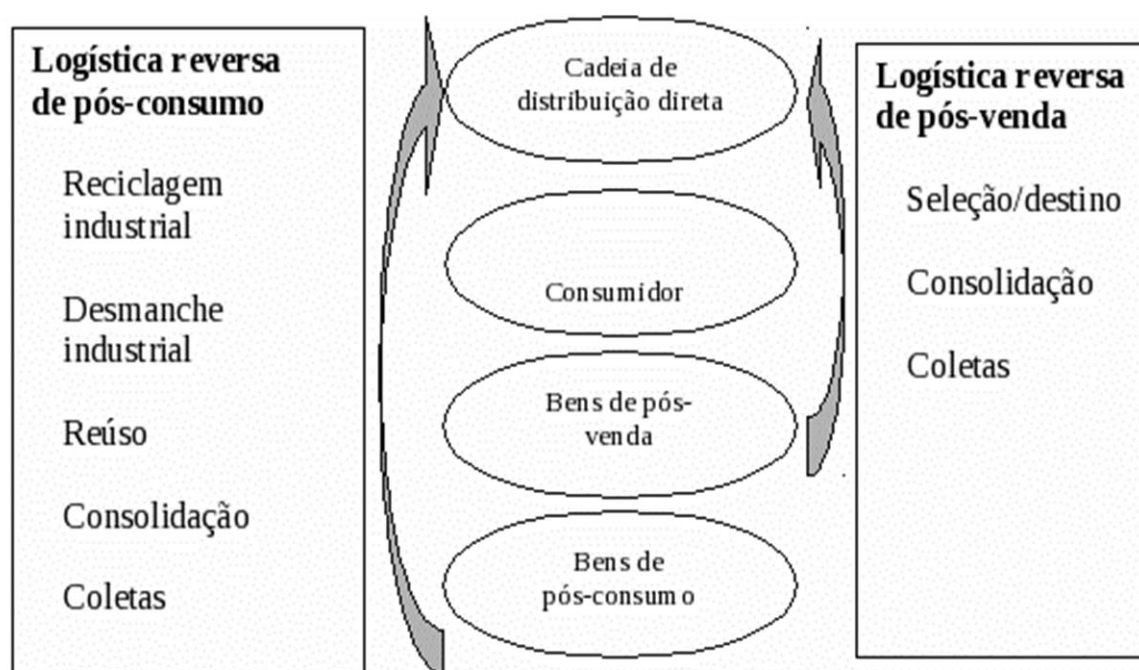 Logística reversa
de pós-consumo
Reciclagem
industrial
Desmanche
industrial
Reúso
Consolidação
Coletas
Cadeia de
distribuição direta
Consumidor
Bens de pós-
venda
Bens de
pós-consumo
Logística reversa
de pós-venda
Seleção/destino
Consolidação
Coletas